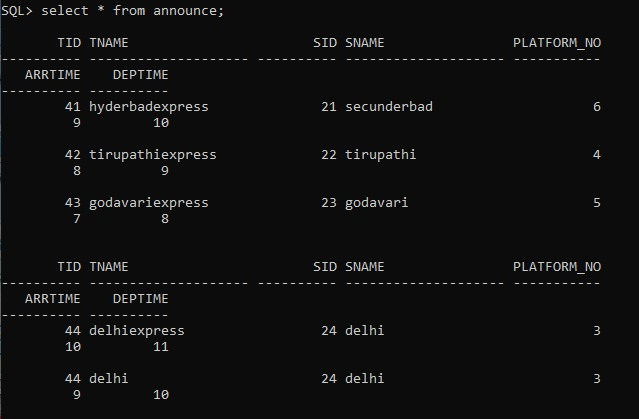 SQL> select * from announce;
TID TNAME SID SNAME PLATFORM_NO
---------- -------------------- ---------- -------------------- -----------
ARRTIME DEPTIME
---------- ----------
41 hyderbadexpress 21 secunderbad 6
9 10
42 tirupathiexpress 22 tirupathi 4
8 9
43 godavariexpress 23 godavari 5
7 8
TID TNAME SID SNAME PLATFORM_NO
---------- -------------------- ---------- -------------------- -----------
ARRTIME DEPTIME
---------- ----------
44 delhiexpress 24 delhi 3
10 11
44 delhi 24 delhi 3
9 10